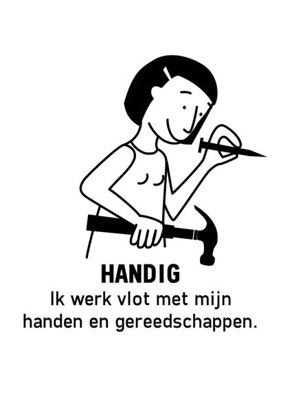 HANDIG
Ik werk vlot met mijn
handen en gereedschappen.